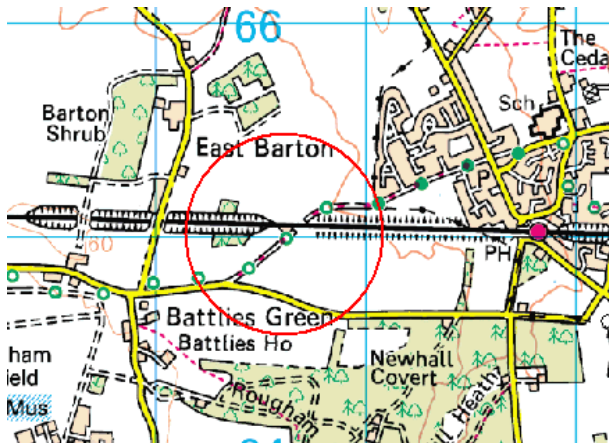 66
The
Ceda
Sch
Barton
Shrub
East Barton
P
60
PH
Battlies Green
Battlies Ho
ham
ield
Mus
Newhall
Covert
Rougham